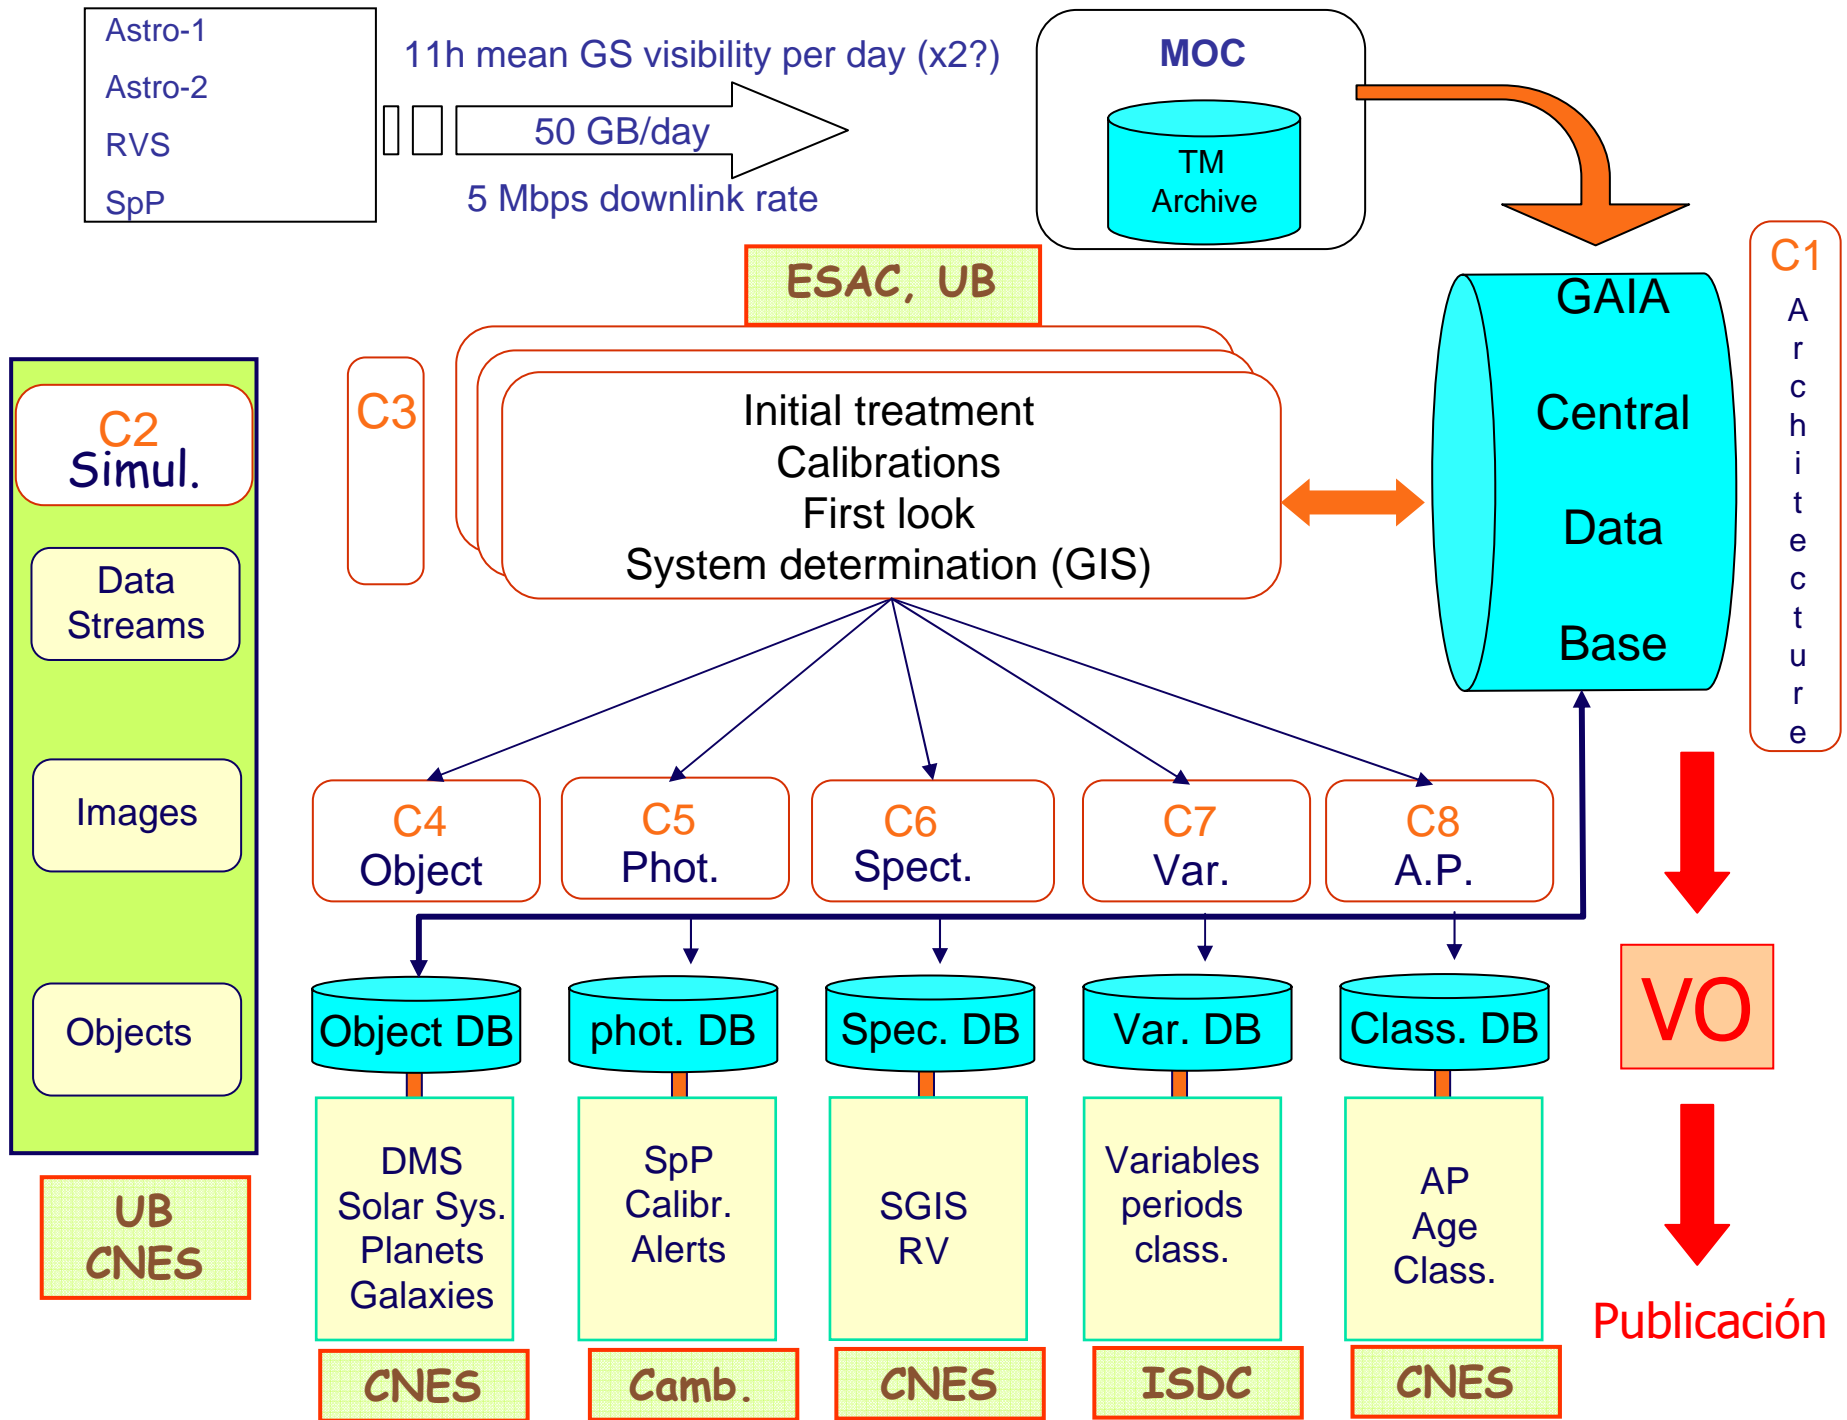 Astro-1
Astro-2
RVS
SpP
11h mean GS visibility per day (x2?)
50 GB/day
5 Mbps downlink rate
MOC
TM
Archive
ESAC, UB
C3
Initial treatment
Calibrations
First look
System determination (GIS)
GAIA
Central
Data
Base
C1
Architecture
C2
Simul.
Data
Streams
Images
Objects
UB
CNES
C4
Object
C5
Phot.
C6
Spect.
C7
Var.
C8
A.P.
Object DB
phot. DB
Spec. DB
Var. DB
Class. DB
DMS
Solar Sys.
Planets
Galaxies
SpP
Calibr.
Alerts
SGIS
RV
Variables
periods
class.
AP
Age
Class.
CNES
Camb.
CNES
ISDC
CNES
VO
Publicación